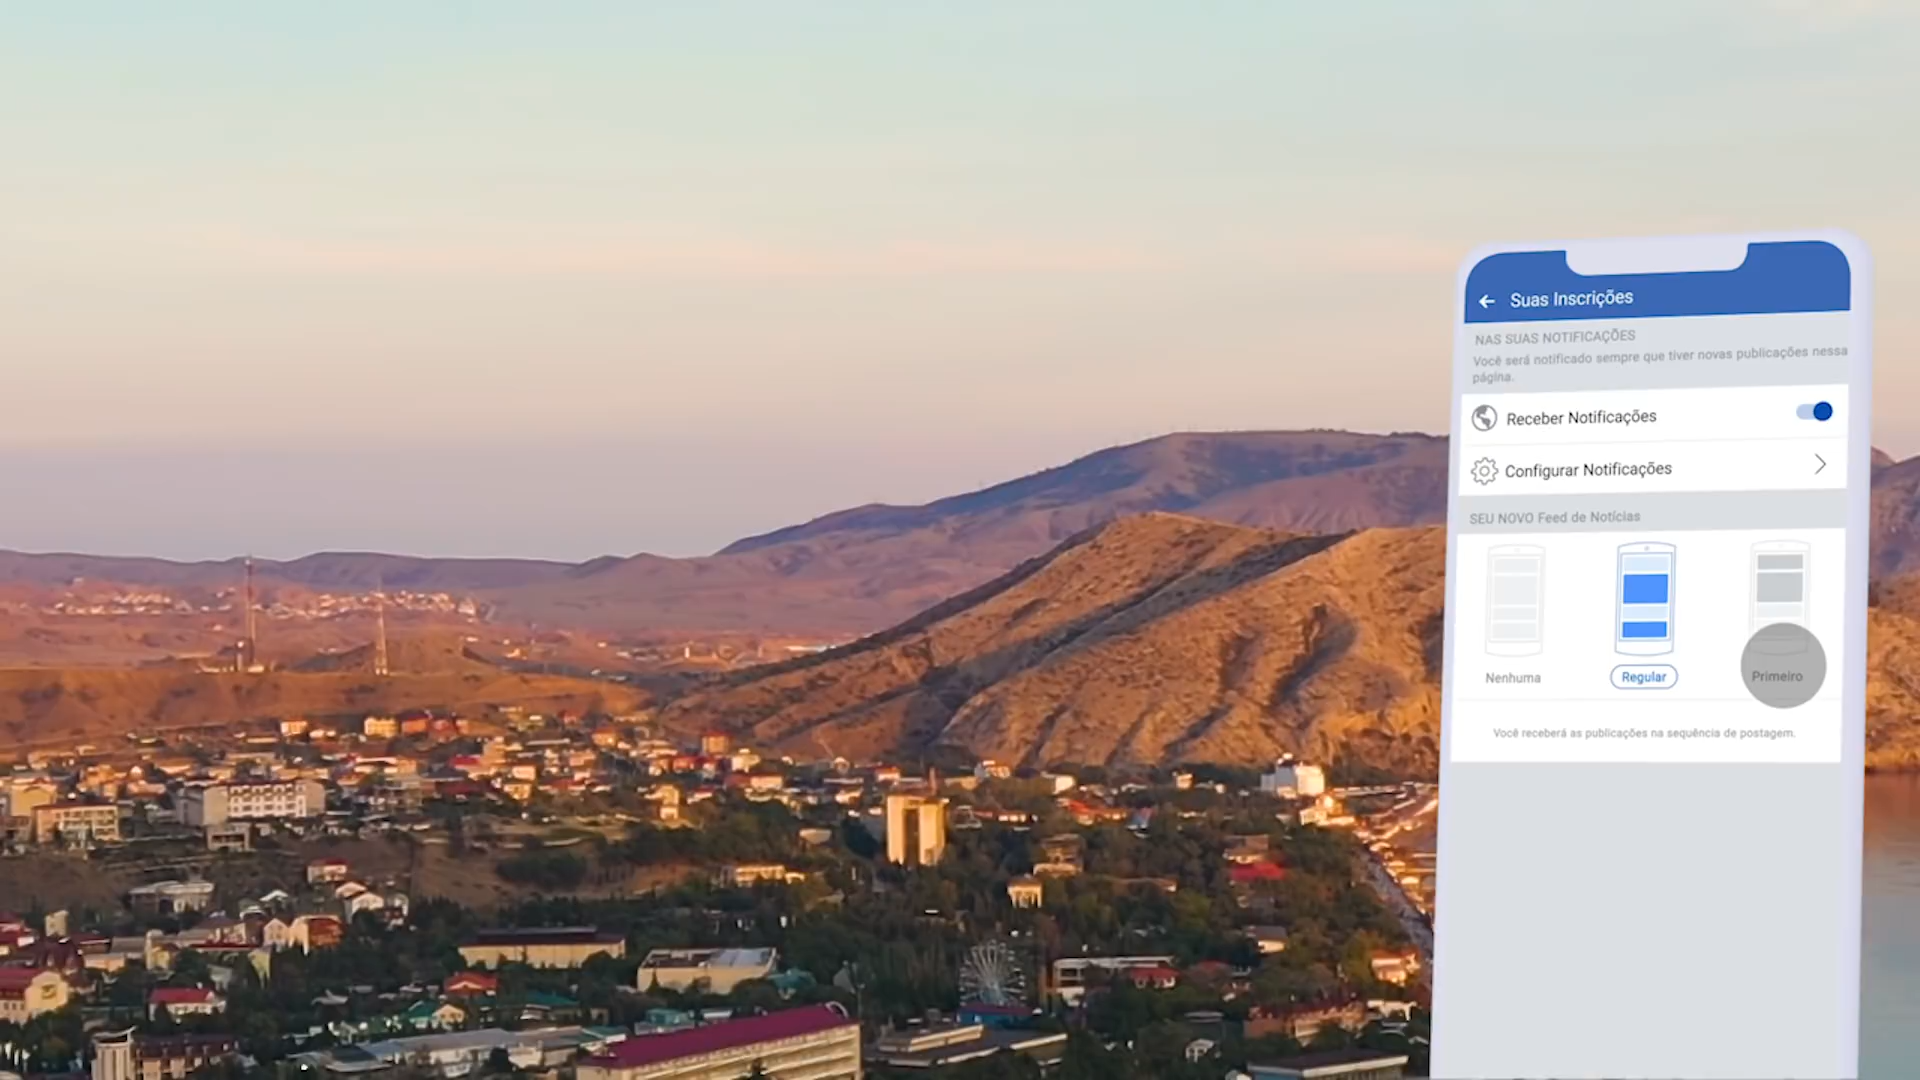 Suas Inscrições
NAS SUAS NOTIFICAÇÕES
Você será notificado sempre que tiver novas publicações nessa
página.
Receber Notificações
Configurar Notificações
SEU NOVO Feed de Notícias
Nenhuma Regular Primeiro
Você receberá as publicações na sequência de postagem.